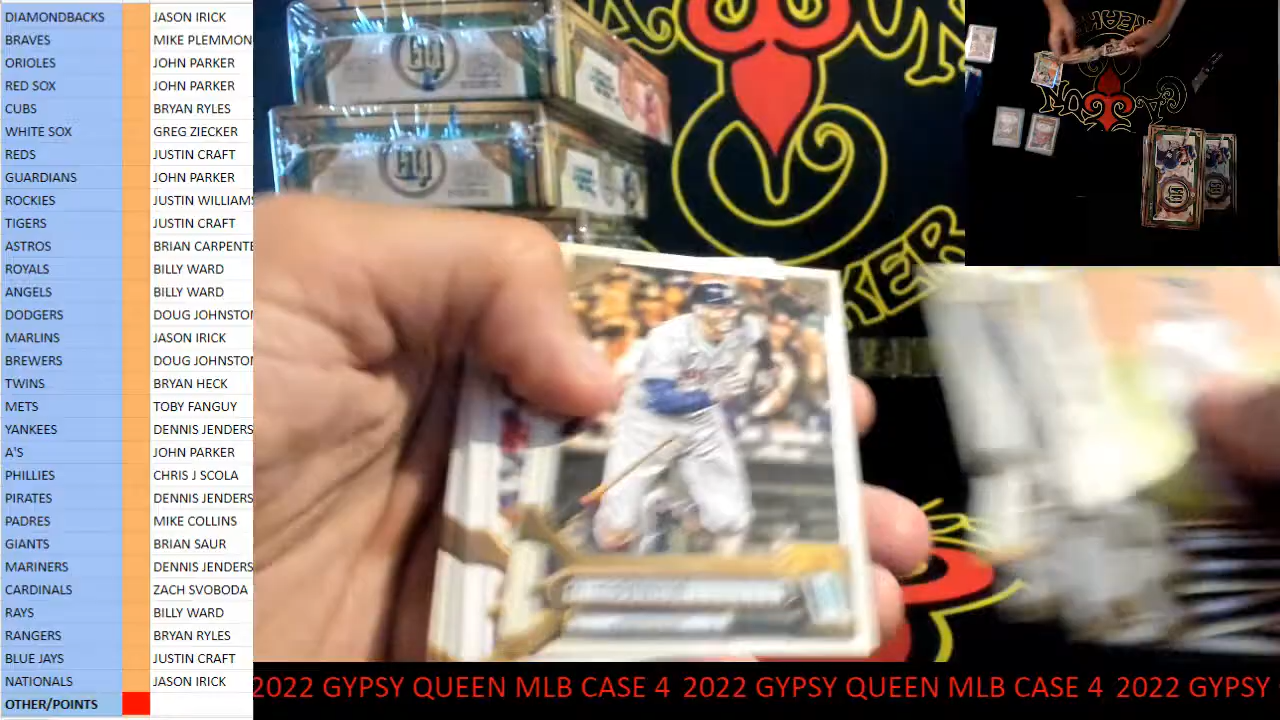 DIAMONDBACKS JASON IRICK
BRAVES MIKE PLEMMON
ORIOLES JOHN PARKER
RED SOX JOHN PARKER
CUBS BRYAN RYLES
WHITE SOX GREG ZIECKER
REDS JUSTIN CRAFT
GUARDIANS JOHN PARKER
ROCKIES JUSTIN WILLIAMS
TIGERS JUSTIN CRAFT
ASTROS BRIAN CARPENTE
ROYALS BILLY WARD
ANGELS BILLY WARD
DODGERS DOUG JOHNSTO
MARLINS JASON IRICK
BREWERS DOUG JOHNSTO
TWINS BRYAN HECK
METS TOBY FANGUY
YANKEES DENNIS JENDERS
A'S JOHN PARKER
PHILLIES CHRIS J SCOLA
PIRATES DENNIS JENDERS
PADRES MIKE COLLINS
GIANTS BRIAN SAUR
MARINERS DENNIS JENDERS
CARDINALS ZACH SVOBODA
RAYS BILLY WARD
RANGERS BRYAN RYLES
BLUE JAYS JUSTIN CRAFT
NATIONALS JASON IRICK
OTHER/POINTS
GQ
GQ
KER
2022 GYPSY QUEEN MLB CASE 4 2022 GYPSY QUEEN MLB CASE 4 2022 GYPSY